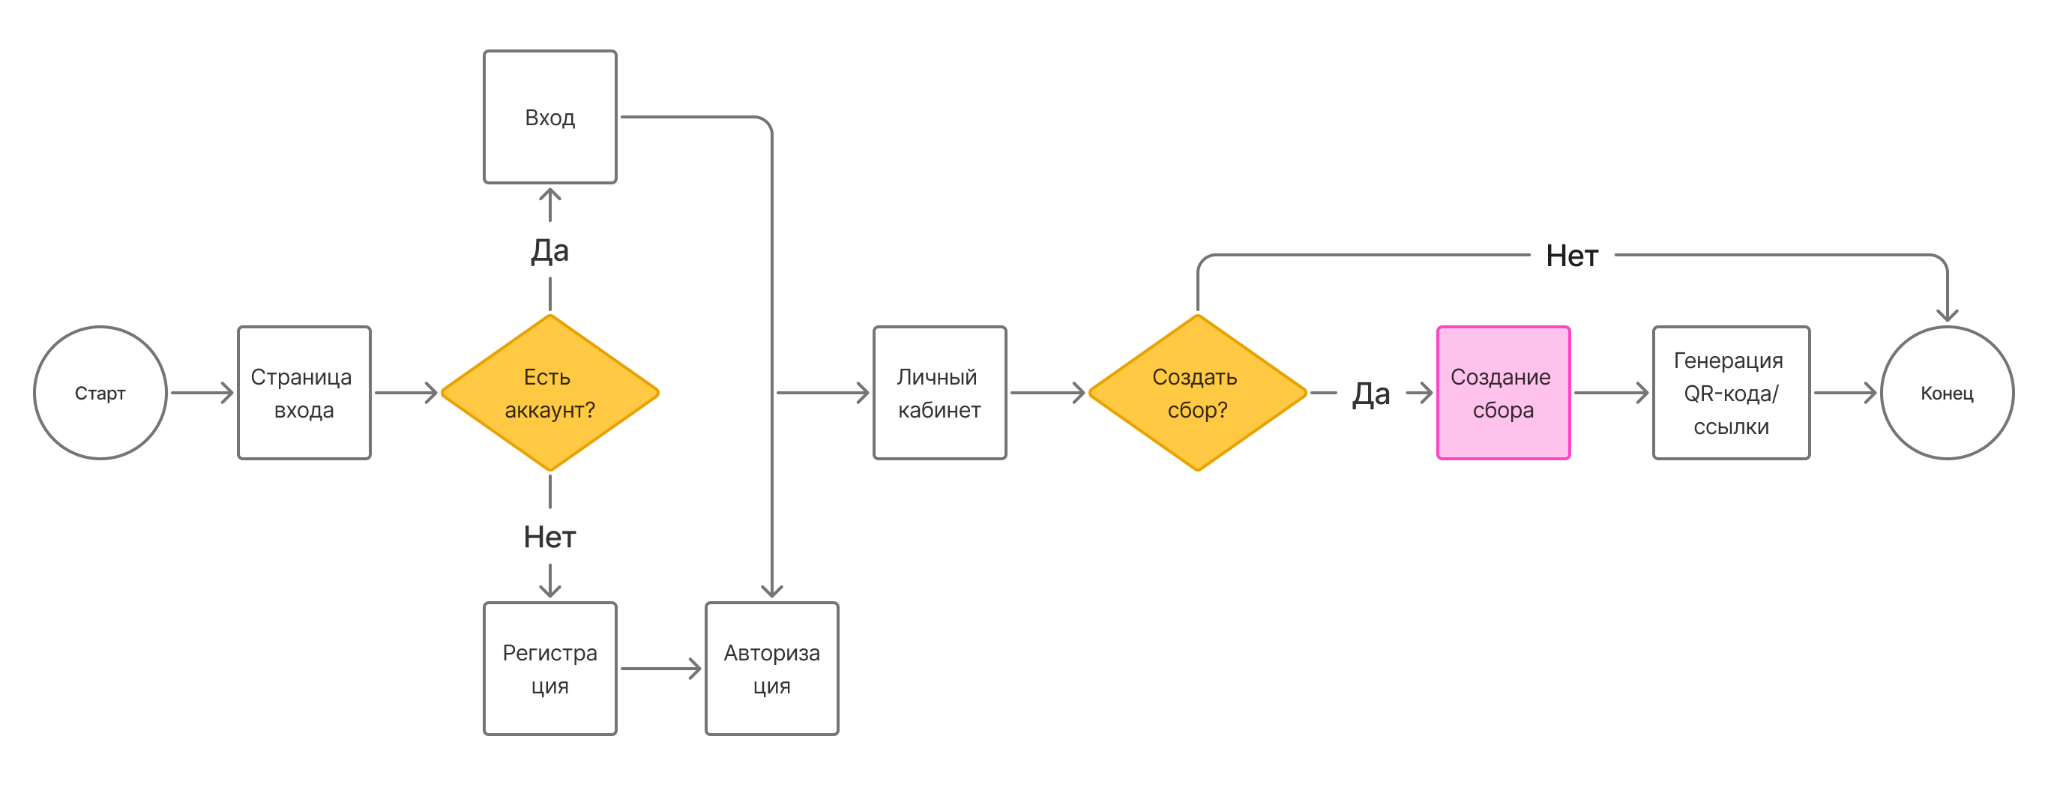 Старт
Страница
входа
Есть
аккаунт?
Да
Вход
Нет
Регистра
ция
Авториза
ция
Личный
кабинет
Создать
сбор?
Нет
Да
Создание
сбора
Генерация
QR-кода/
ссылки
Конец